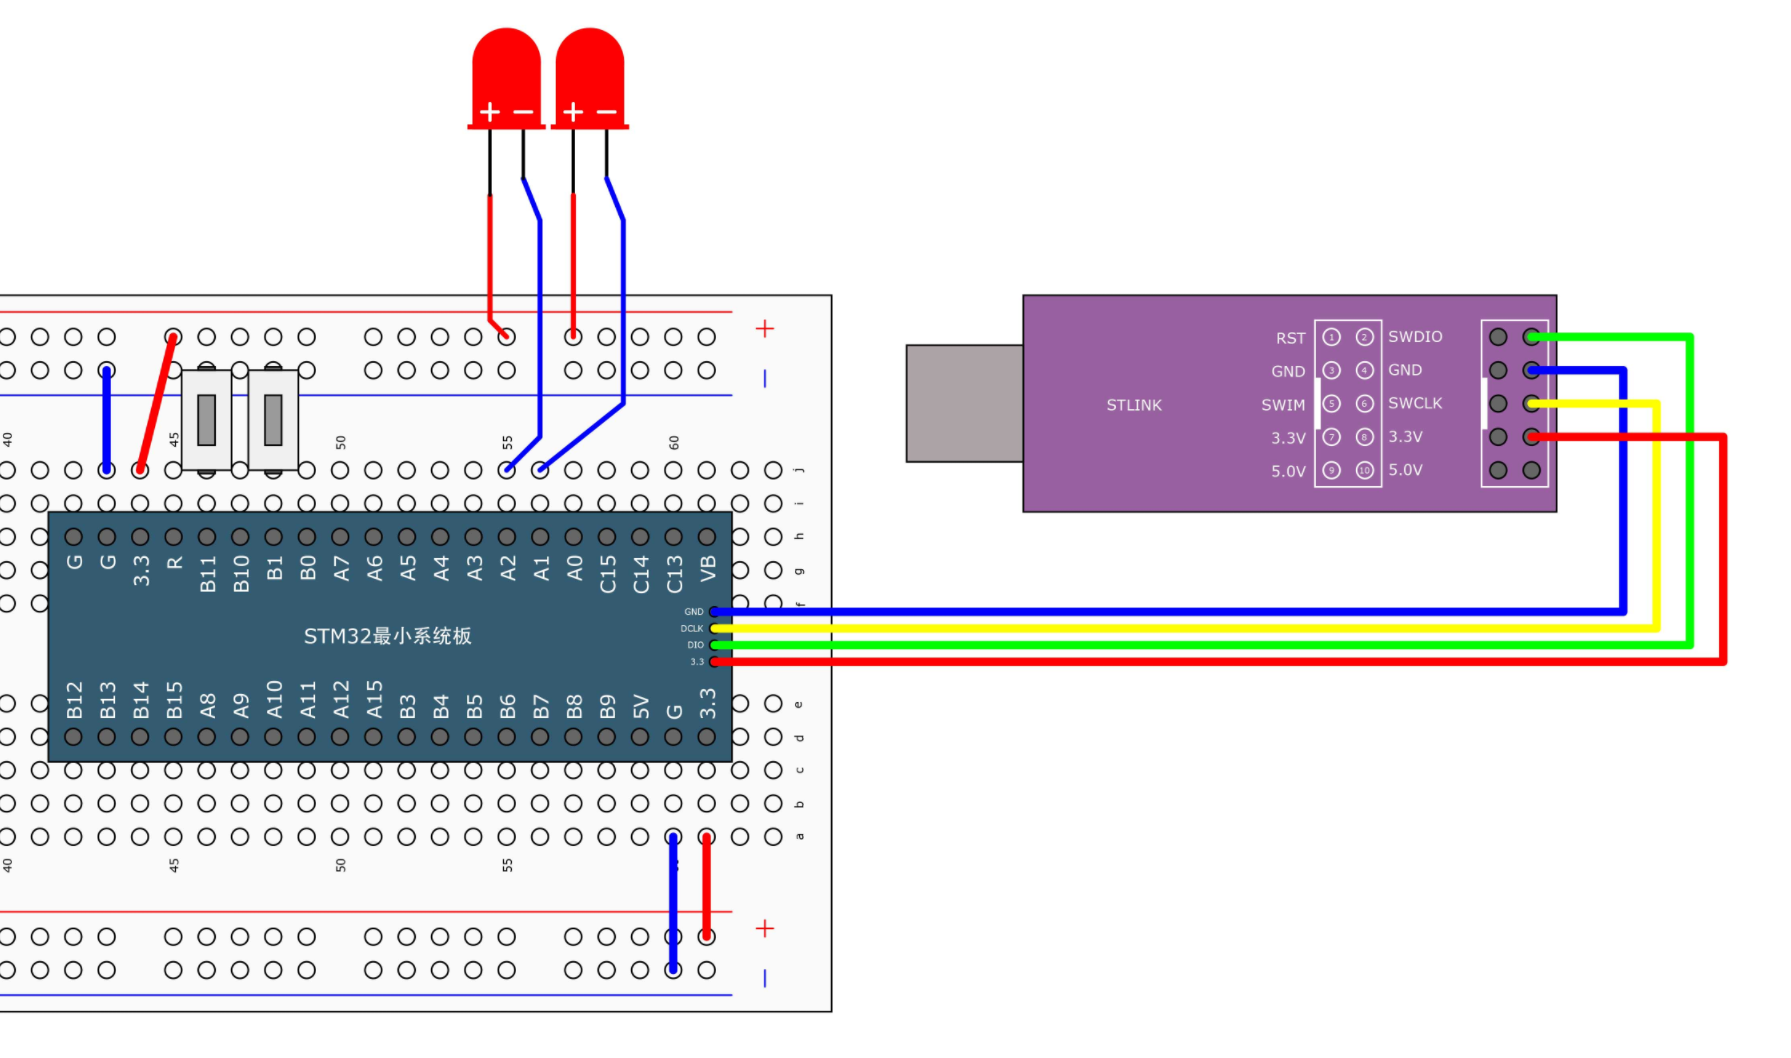 + − + −
+
−
40 45 50 55 60
j
i
h
g
f
G G 3.3 R B11 B10 B1 B0 A7 A6 A5 A4 A3 A2 A1 A0 C15 C14 C13 VB
STM32最小系统板
GND
DCLK
DIO
3.3
B12 B13 B14 B15 A8 A9 A10 A11 A12 A15 B3 B4 B5 B6 B7 B8 B9 5V G 3.3
e
d
c
b
a
40 45 50 55
+
−
STLINK
RST 1 2 SWDIO
GND 3 4 GND
SWIM 5 6 SWCLK
3.3V 7 8 3.3V
5.0V 9 10 5.0V